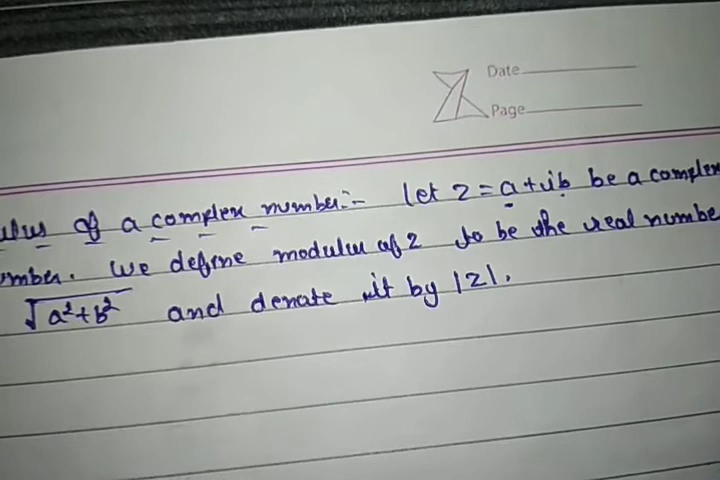 Date
Page
of a complex number:- let z = a + ib be a complex
we define modulus of z to be the real numbe
√a²+b² and denote it by |z|.